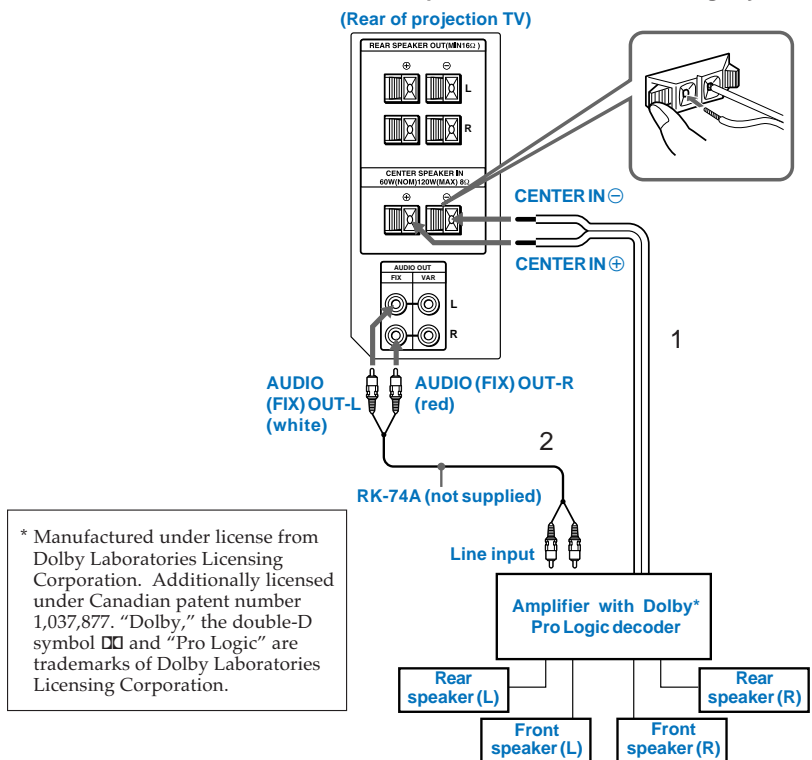 (Rear of projection TV)
REAR SPEAKER OUT(MIN16Ω)
⊕ ⊖
L
R
CENTER SPEAKER IN
60W(NOM)120W(MAX) 8Ω
⊕ ⊖
CENTER IN ⊖
CENTER IN ⊕
AUDIO OUT
FIX VAR
L
R
1
AUDIO
(FIX) OUT-L
(white)
AUDIO (FIX) OUT-R
(red)
2
RK-74A (not supplied)
Line input
* Manufactured under license from
Dolby Laboratories Licensing
Corporation. Additionally licensed
under Canadian patent number
1,037,877. “Dolby,” the double-D
symbol and “Pro Logic” are
trademarks of Dolby Laboratories
Licensing Corporation.
Amplifier with Dolby*
Pro Logic decoder
Rear
speaker (L)
Rear
speaker (R)
Front
speaker (L)
Front
speaker (R)